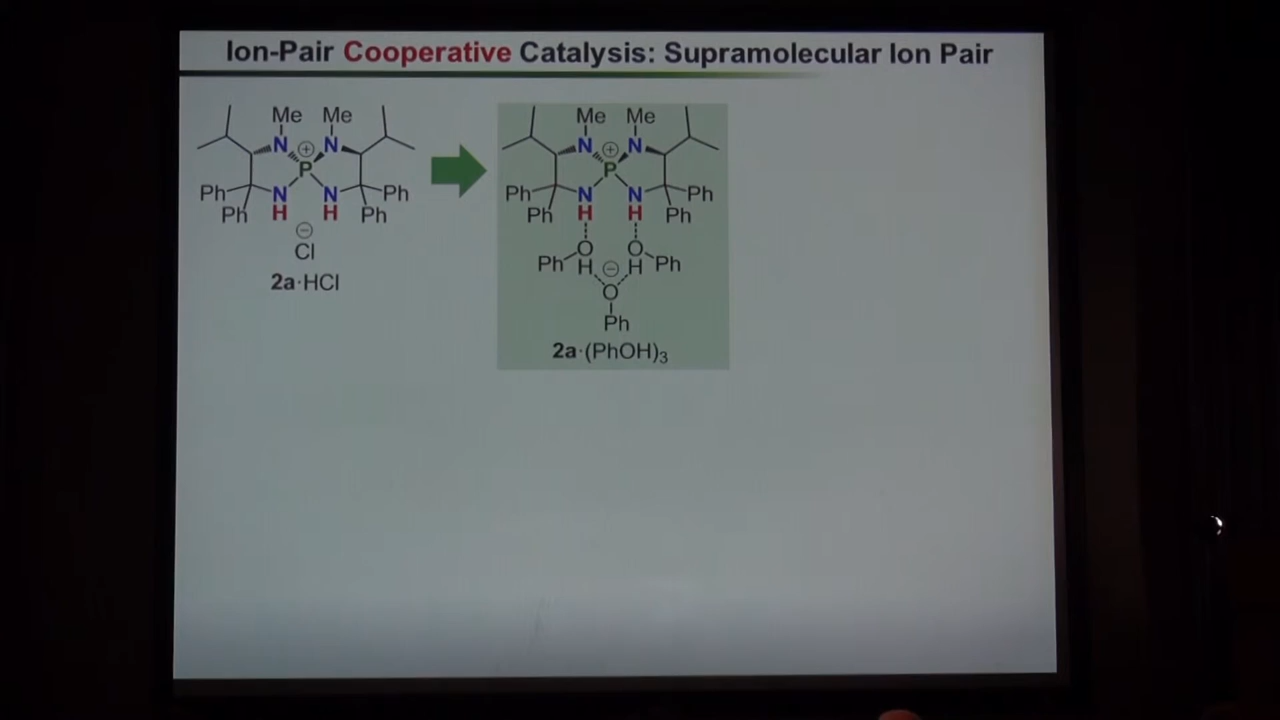 Ion-Pair Cooperative Catalysis: Supramolecular Ion Pair
Me Me
N ⊕ N
P
Ph N N Ph
Ph H H Ph
⊖
Cl
2a·HCl
Me Me
N ⊕ N
P
Ph N N Ph
Ph H H Ph
O O
Ph H ⊖ H Ph
O
Ph
2a·(PhOH)3